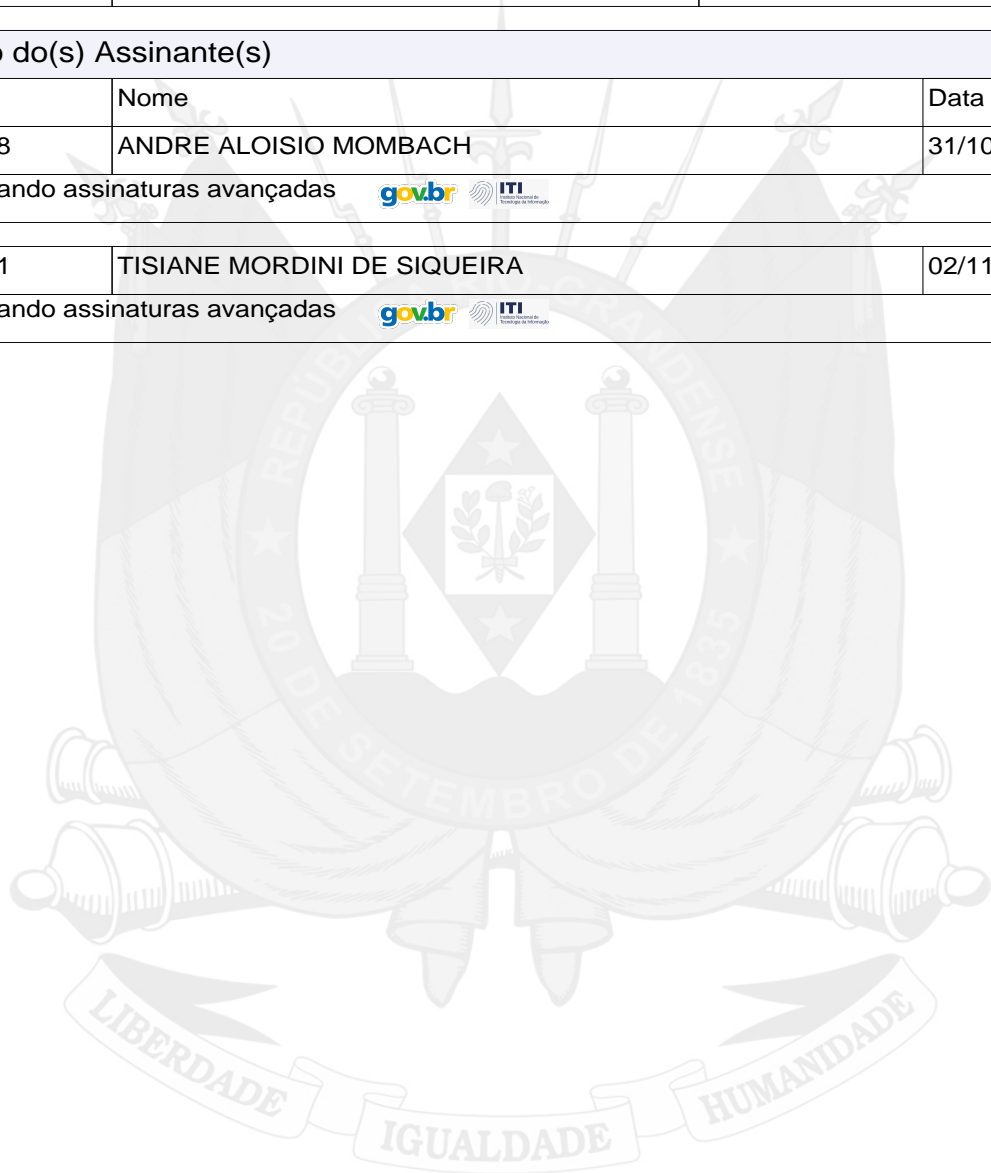 o do(s) Assinante(s)
Nome Data
8 ANDRE ALOISIO MOMBACH 31/10
ando assinaturas avançadas gov.br ITI
1 TISIANE MORDINI DE SIQUEIRA 02/11
ando assinaturas avançadas gov.br ITI
REPÚBLICA RIO-GRANDENSE
20 DE SETEMBRO DE 1835
LIBERDADE IGUALDADE HUMANIDADE